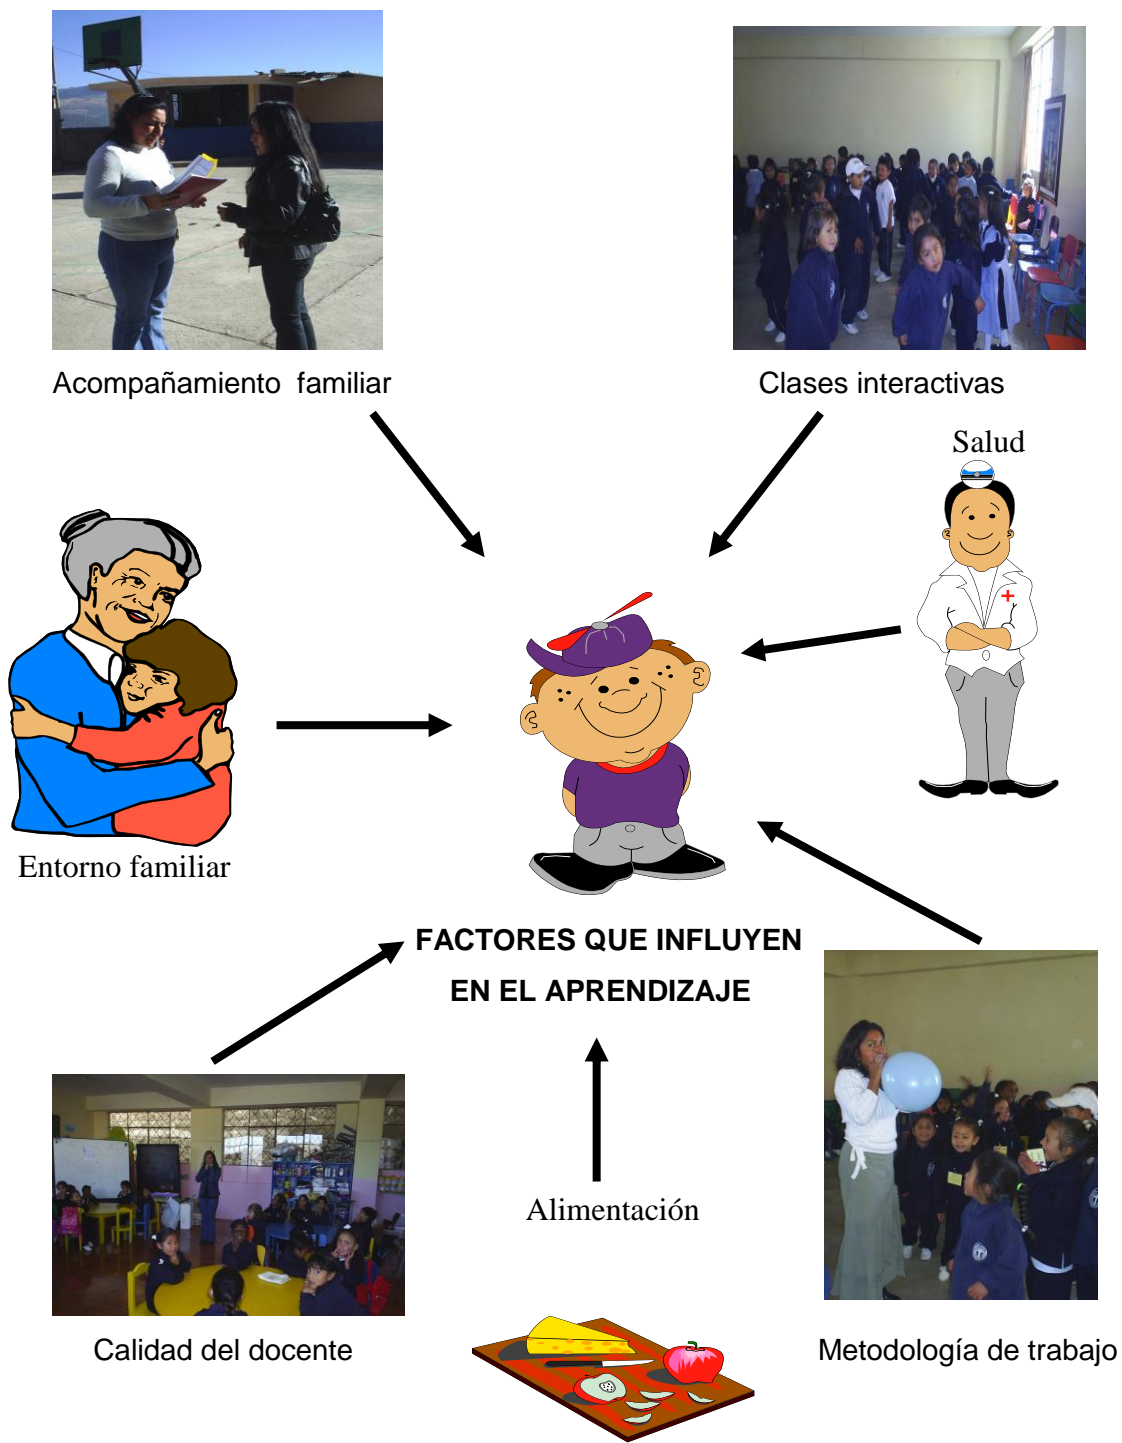 Acompañamiento  familiar
Clases interactivas
Salud
Entorno familiar
FACTORES QUE INFLUYEN
EN EL APRENDIZAJE
Alimentación
Calidad del docente
Metodología de trabajo